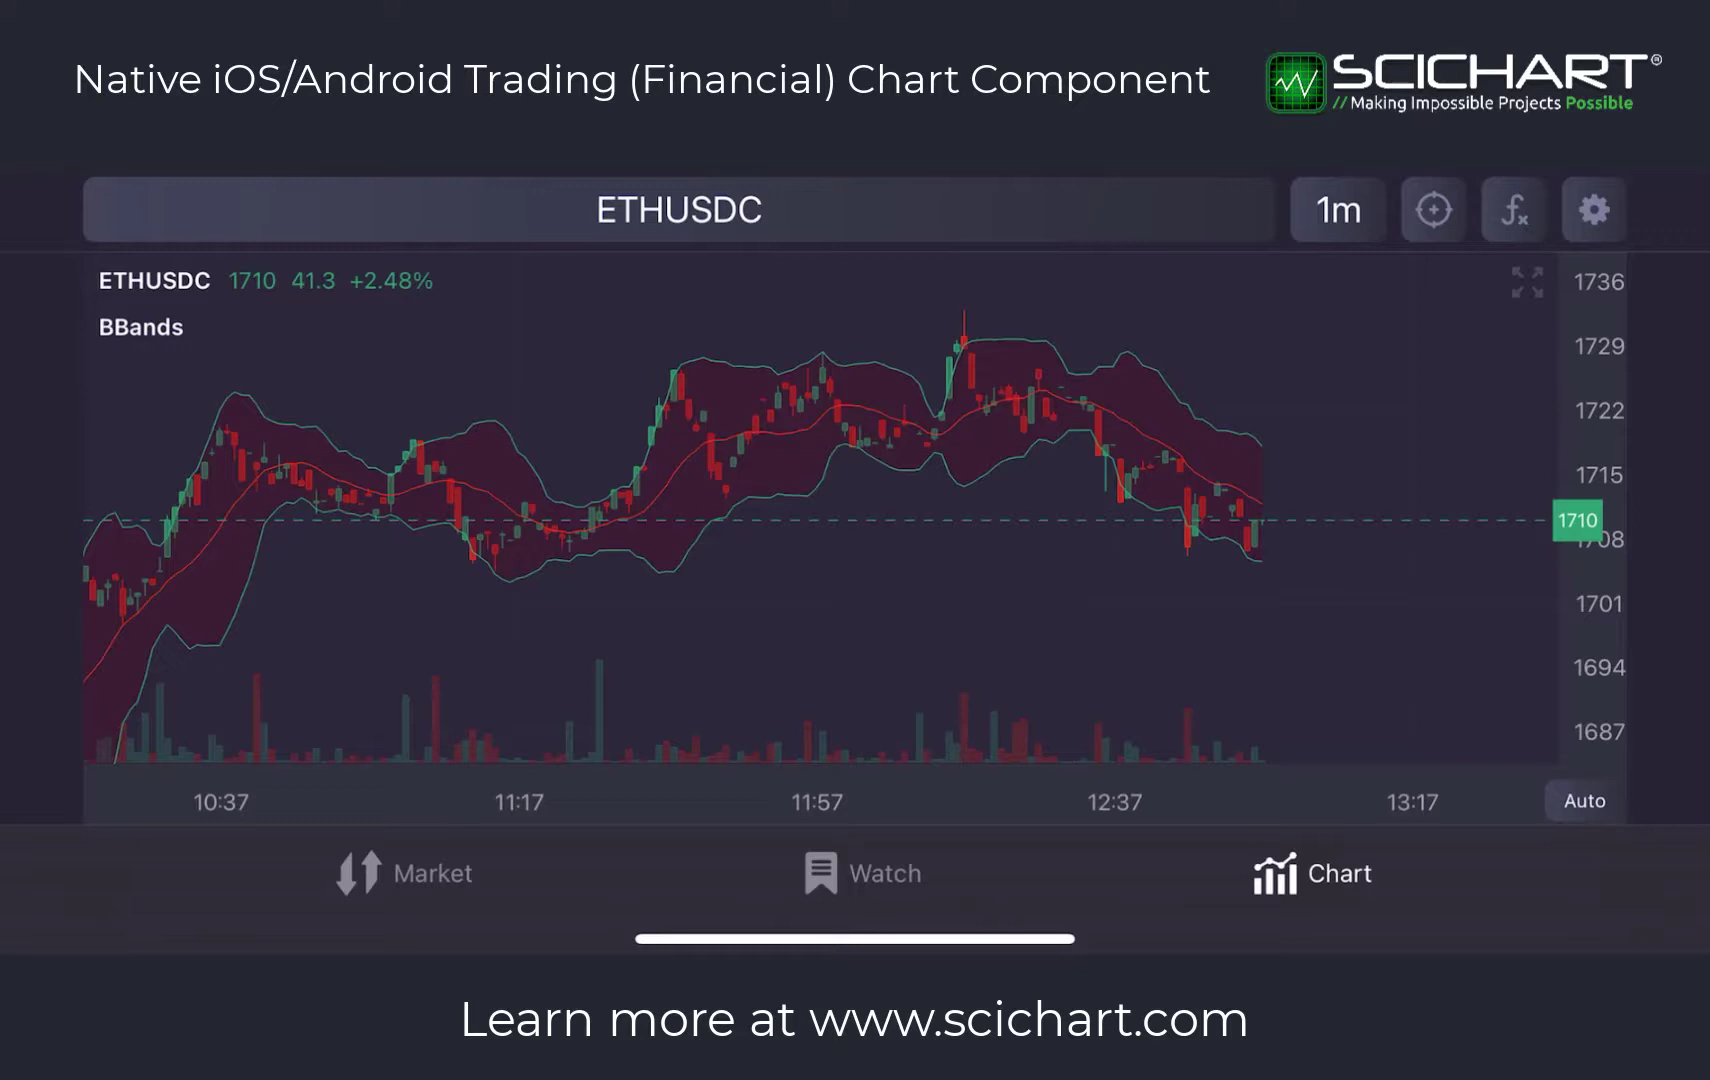 Native iOS/Android Trading (Financial) Chart Component
SCICHART®
// Making Impossible Projects Possible
ETHUSDC
1m
fx
ETHUSDC 1710 41.3 +2.48%
BBands
1736
1729
1722
1715
1710
1708
1701
1694
1687
10:37 11:17 11:57 12:37 13:17
Auto
Market
Watch
Chart
Learn more at www.scichart.com